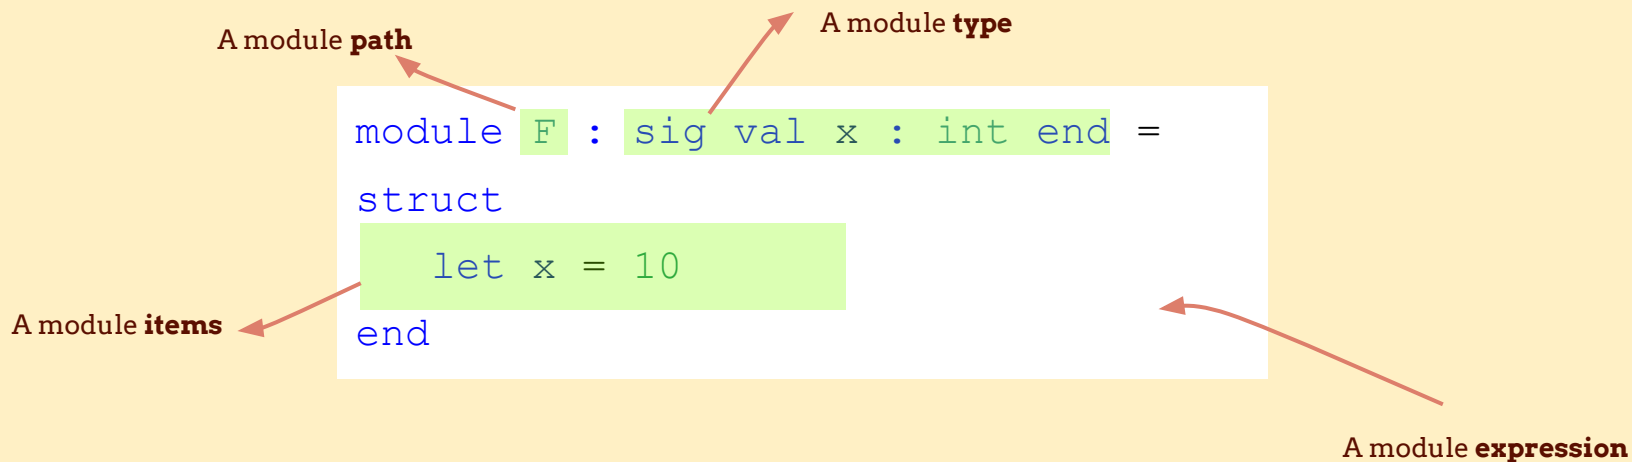 A module type
A module path
module F : sig val x : int end =
struct
let x = 10
A module items
end
A module expression